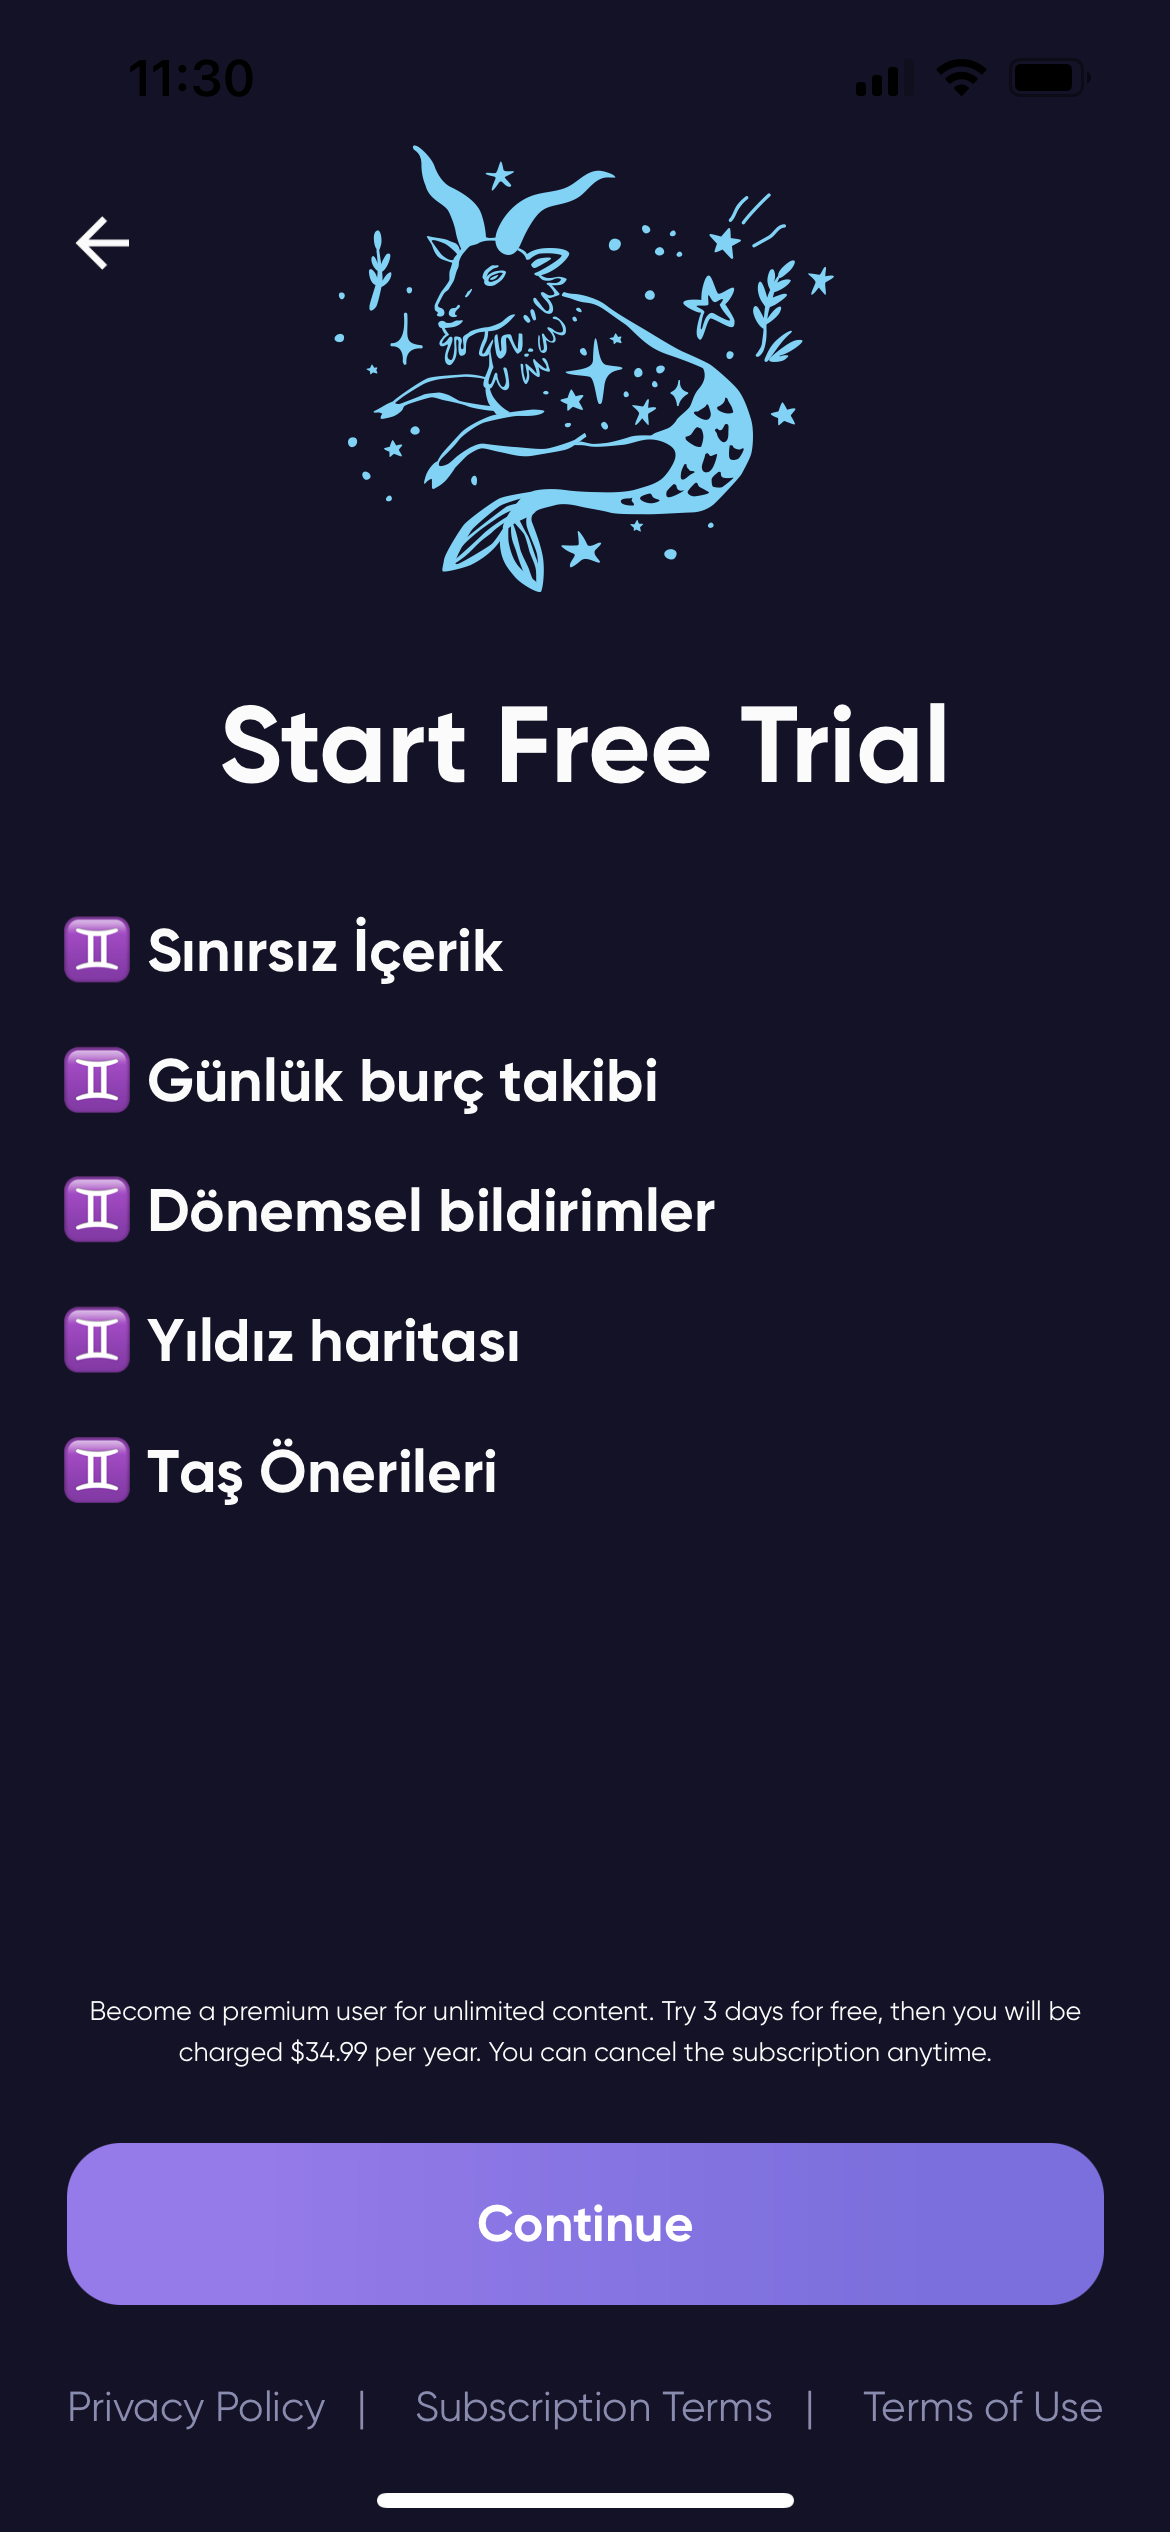 11:30
Start Free Trial
♊ Sınırsız İçerik
♊ Günlük burç takibi
♊ Dönemsel bildirimler
♊ Yıldız haritası
♊ Taş Önerileri
Become a premium user for unlimited content. Try 3 days for free, then you will be
charged $34.99 per year. You can cancel the subscription anytime.
Continue
Privacy Policy | Subscription Terms | Terms of Use